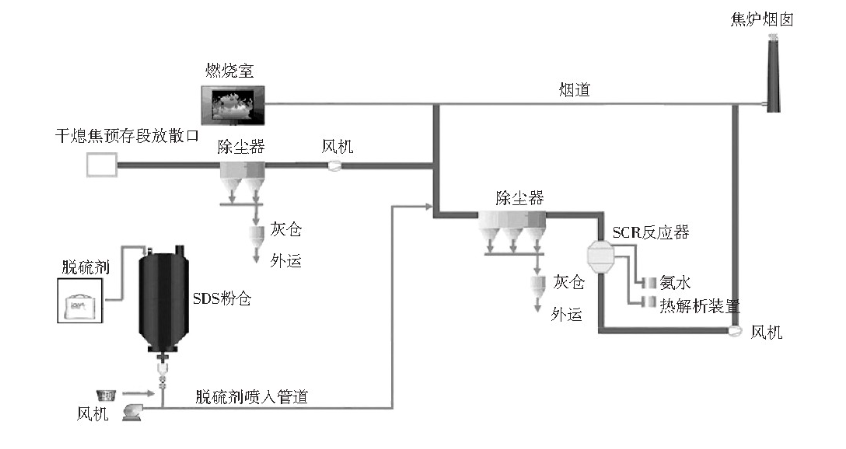 焦炉烟囱
燃烧室
烟道
干熄焦预存段放散口
除尘器
风机
除尘器
灰仓
外运
SCR反应器
脱硫剂
SDS粉仓
氨水
灰仓
热解析装置
外运
风机
脱硫剂喷入管道
风机